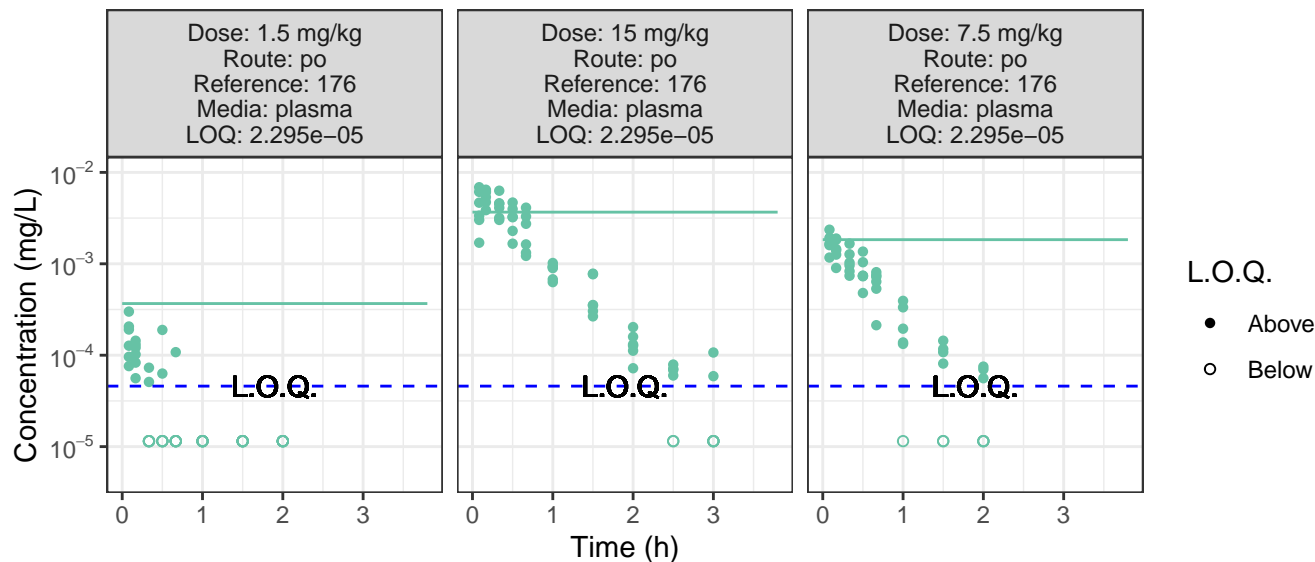 Dose: 1.5 mg/kg
Route: po
Reference: 176
Media: plasma
LOQ: 2.295e−05
Dose: 15 mg/kg
Route: po
Reference: 176
Media: plasma
LOQ: 2.295e−05
Dose: 7.5 mg/kg
Route: po
Reference: 176
Media: plasma
LOQ: 2.295e−05
Concentration (mg/L)
10⁻²
10⁻³
10⁻⁴
10⁻⁵
L.O.Q.
L.O.Q.
L.O.Q.
0 1 2 3
0 1 2 3
0 1 2 3
Time (h)
L.O.Q.
Above
Below